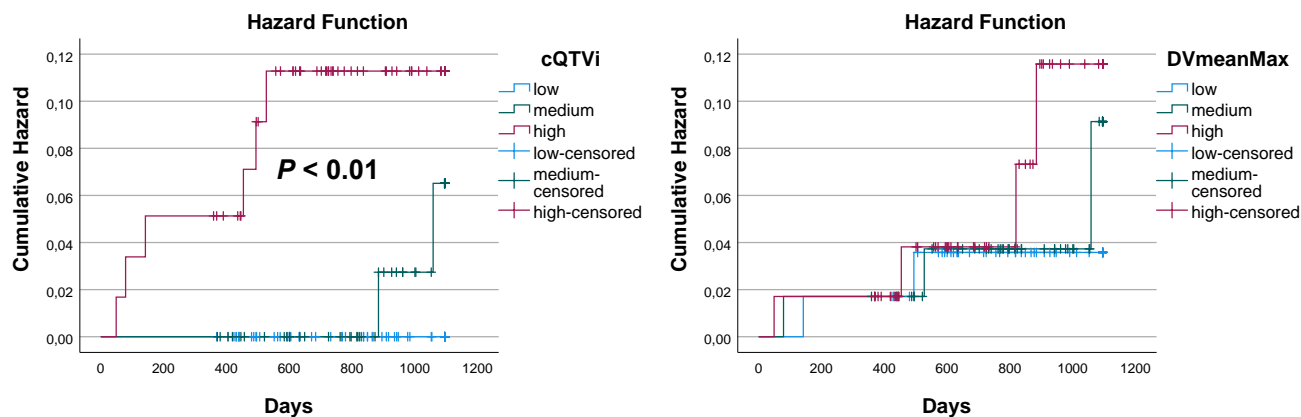 Hazard Function
cQTVi
low
medium
high
low-censored
medium-
censored
high-censored
P < 0.01
Cumulative Hazard
0,12
0,10
0,08
0,06
0,04
0,02
0,00
0 200 400 600 800 1000 1200
Days
Hazard Function
DVmeanMax
low
medium
high
low-censored
medium-
censored
high-censored
Cumulative Hazard
0,12
0,10
0,08
0,06
0,04
0,02
0,00
0 200 400 600 800 1000 1200
Days